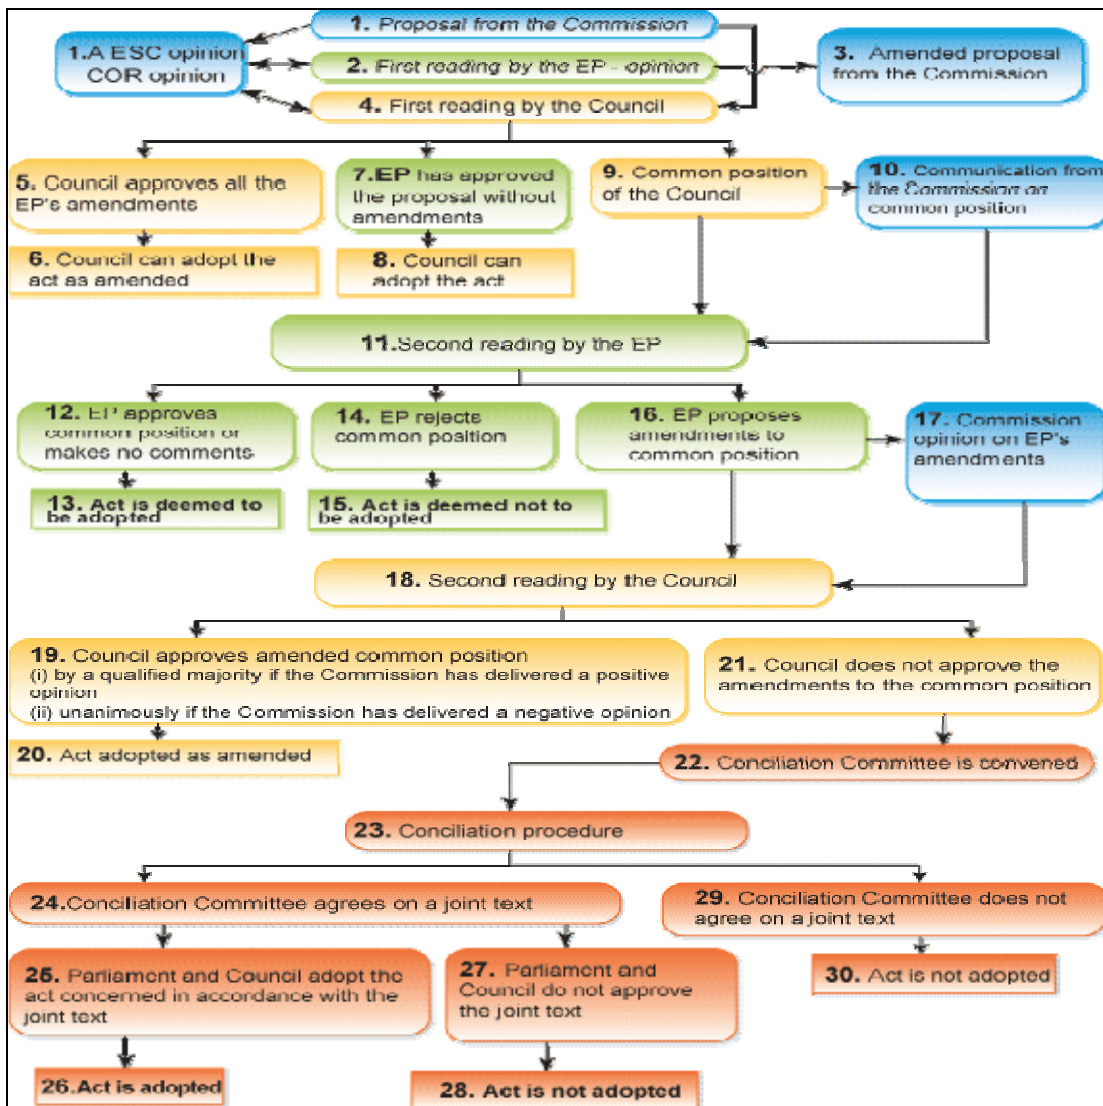 1. Proposal from the Commission
1.A ESC opinion
COR opinion
2. First reading by the EP - opinion
3. Amended proposal
from the Commission
4. First reading by the Council
5. Council approves all the
EP's amendments
6. Council can adopt the
act as amended
7.EP has approved
the proposal without
amendments
8. Council can
adopt the act
9. Common position
of the Council
10. Communication from
the Commission on
common position
11.Second reading by the EP
12. EP approves
common position or
makes no comments
13. Act is deemed to
be adopted
14. EP rejects
common position
15. Act is deemed not to
be adopted
16. EP proposes
amendments to
common position
17. Commission
opinion on EP's
amendments
18. Second reading by the Council
19. Council approves amended common position
(i) by a qualified majority if the Commission has delivered a positive
opinion
(ii) unanimously if the Commission has delivered a negative opinion
20. Act adopted as amended
21. Council does not approve the
amendments to the common position
22. Conciliation Committee is convened
23. Conciliation procedure
24.Conciliation Committee agrees on a joint text
25. Parliament and Council adopt the
act concerned in accordance with the
joint text
26.Act is adopted
27. Parliament and
Council do not approve
the joint text
28. Act is not adopted
29. Conciliation Committee does not
agree on a joint text
30. Act is not adopted